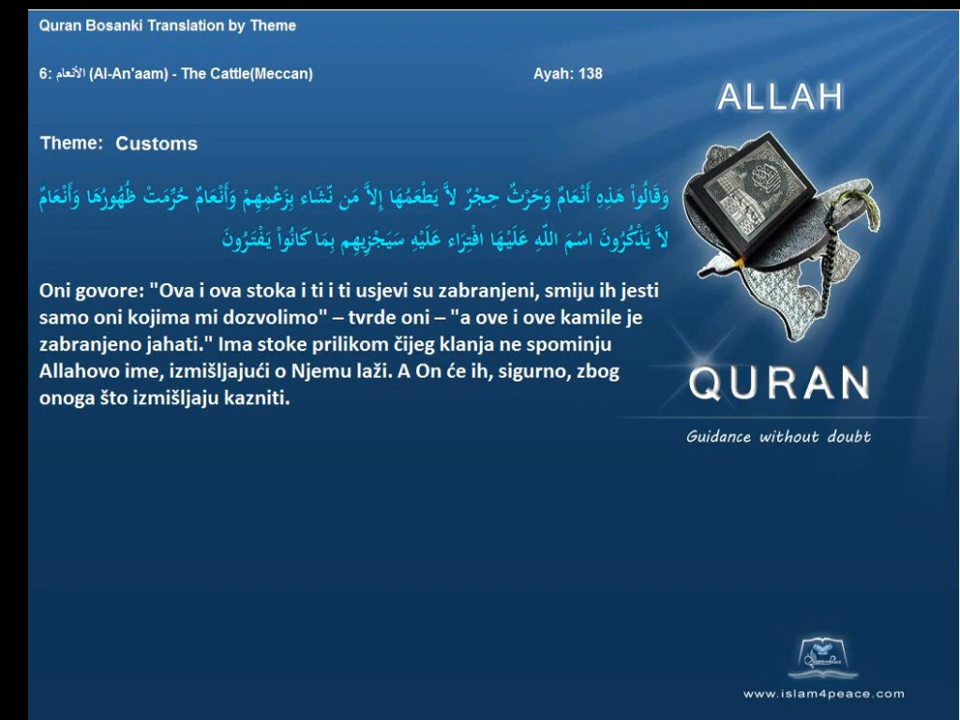 Quran Bosanki Translation by Theme
6: الأنعام (Al-An'aam) - The Cattle(Meccan) Ayah: 138
Theme: Customs
وَقَالُواْ هَذِهِ أَنْعَامٌ وَحَرْثٌ حِجْرٌ لاَّ يَطْعَمُهَا إِلاَّ مَن نّشَاء بِزَعْمِهِمْ وَأَنْعَامٌ حُرِّمَتْ ظُهُورُهَا وَأَنْعَامٌ
لاَّ يَذْكُرُونَ اسْمَ اللّهِ عَلَيْهَا افْتِرَاء عَلَيْهِ سَيَجْزِيهِم بِمَا كَانُواْ يَفْتَرُونَ
Oni govore: "Ova i ova stoka i ti i ti usjevi su zabranjeni, smiju ih jesti
samo oni kojima mi dozvolimo" – tvrde oni – "a ove i ove kamile je
zabranjeno jahati." Ima stoke prilikom čijeg klanja ne spominju
Allahovo ime, izmišljajući o Njemu laži. A On će ih, sigurno, zbog
onoga što izmišljaju kazniti.
ALLAH
QURAN
Guidance without doubt
www.islam4peace.com